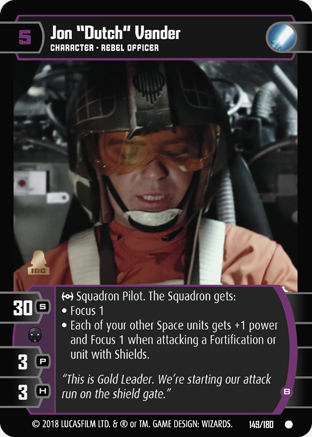 5
Jon “Dutch” Vander
CHARACTER • REBEL OFFICER
IDC
30 S
3 P
3 H
Squadron Pilot. The Squadron gets:
• Focus 1
• Each of your other Space units gets +1 power
and Focus 1 when attacking a Fortification or
unit with Shields.
“This is Gold Leader. We’re starting our attack
run on the shield gate.”
B
© 2018 LUCASFILM LTD. & ® or TM. GAME DESIGN: WIZARDS. 149/180